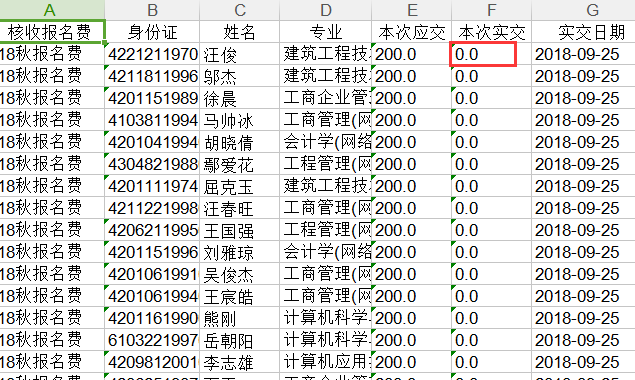 A B C D E F G
核收报名费 身份证 姓名 专业 本次应交 本次实交 实交日期
18秋报名费 4221211970 汪俊 建筑工程技 200.0 0.0 2018-09-25
18秋报名费 4211811996 邬杰 建筑工程技 200.0 0.0 2018-09-25
18秋报名费 4201151989 徐晨 工商企业管 200.0 0.0 2018-09-25
18秋报名费 4103811994 马帅冰 工商管理(网 200.0 0.0 2018-09-25
18秋报名费 4201041994 胡晓倩 会计学(网络 200.0 0.0 2018-09-25
18秋报名费 4304821988 鄢爱花 工程管理(网 200.0 0.0 2018-09-25
18秋报名费 4201111974 屈克玉 建筑工程技 200.0 0.0 2018-09-25
18秋报名费 4211221998 汪春旺 工商管理(网 200.0 0.0 2018-09-25
18秋报名费 4206211995 王国强 工程管理(网 200.0 0.0 2018-09-25
18秋报名费 4201151996 刘雅琼 会计学(网络 200.0 0.0 2018-09-25
18秋报名费 420106199 吴俊杰 工商管理(网 200.0 0.0 2018-09-25
18秋报名费 4201061994 王宸皓 工商管理(网 200.0 0.0 2018-09-25
18秋报名费 4201161990 熊刚 计算机科学 200.0 0.0 2018-09-25
18秋报名费 6103221997 岳朝阳 计算机科学 200.0 0.0 2018-09-25
18秋报名费 420981200 李志雄 计算机应用 200.0 0.0 2018-09-25